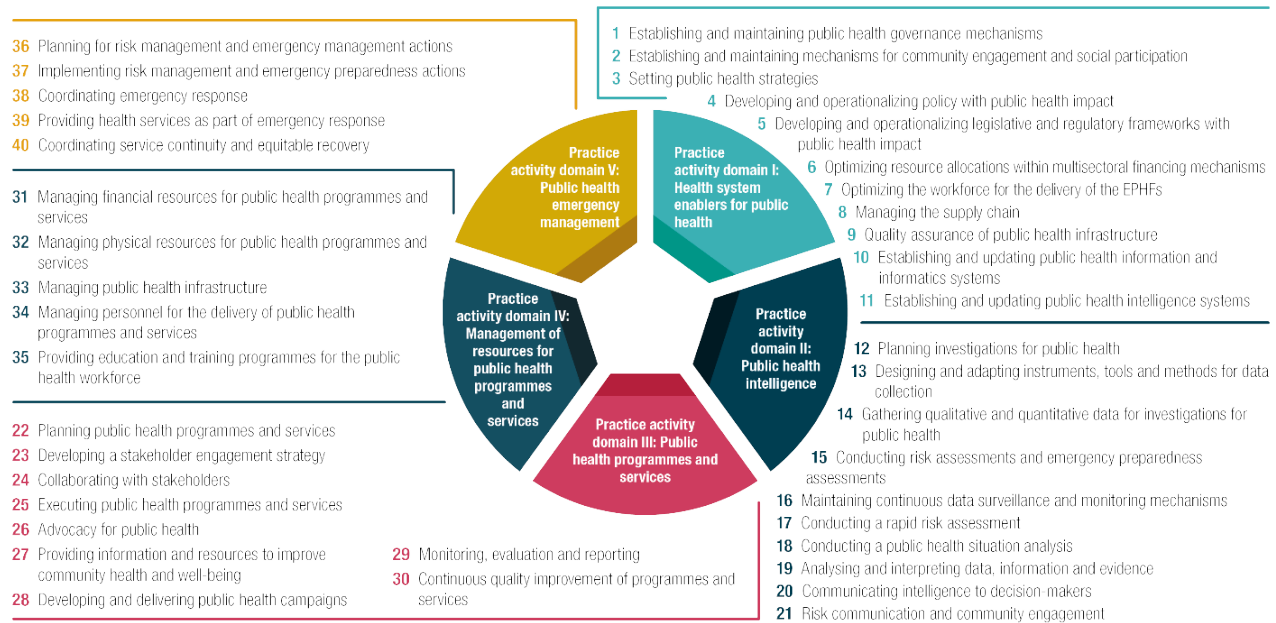 36 Planning for risk management and emergency management actions
37 Implementing risk management and emergency preparedness actions
38 Coordinating emergency response
39 Providing health services as part of emergency response
40 Coordinating service continuity and equitable recovery
31 Managing financial resources for public health programmes and
services
32 Managing physical resources for public health programmes and
services
33 Managing public health infrastructure
34 Managing personnel for the delivery of public health
programmes and services
35 Providing education and training programmes for the public
health workforce
22 Planning public health programmes and services
23 Developing a stakeholder engagement strategy
24 Collaborating with stakeholders
25 Executing public health programmes and services
26 Advocacy for public health
27 Providing information and resources to improve
community health and well-being
28 Developing and delivering public health campaigns
29 Monitoring, evaluation and reporting
30 Continuous quality improvement of programmes and
services
Practice
activity domain V:
Public health
emergency
management
Practice
activity domain I:
Health system
enablers for public
health
Practice
activity domain IV:
Management of
resources for
public health
programmes
and
services
Practice
activity
domain II:
Public health
intelligence
Practice activity
domain III: Public
health programmes and
services
1 Establishing and maintaining public health governance mechanisms
2 Establishing and maintaining mechanisms for community engagement and social participation
3 Setting public health strategies
4 Developing and operationalizing policy with public health impact
5 Developing and operationalizing legislative and regulatory frameworks with
public health impact
6 Optimizing resource allocations within multisectoral financing mechanisms
7 Optimizing the workforce for the delivery of the EPHFs
8 Managing the supply chain
9 Quality assurance of public health infrastructure
10 Establishing and updating public health information and
informatics systems
11 Establishing and updating public health intelligence systems
12 Planning investigations for public health
13 Designing and adapting instruments, tools and methods for data
collection
14 Gathering qualitative and quantitative data for investigations for
public health
15 Conducting risk assessments and emergency preparedness
assessments
16 Maintaining continuous data surveillance and monitoring mechanisms
17 Conducting a rapid risk assessment
18 Conducting a public health situation analysis
19 Analysing and interpreting data, information and evidence
20 Communicating intelligence to decision-makers
21 Risk communication and community engagement